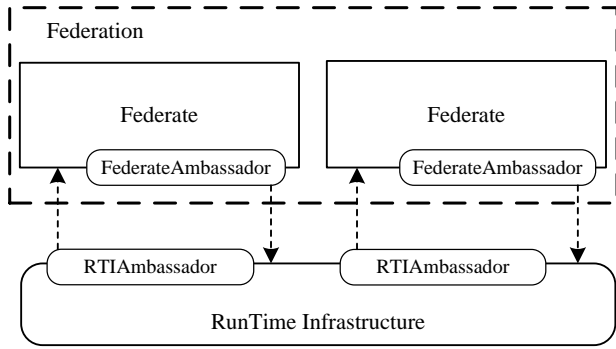 Federation
Federate
Federate
FederateAmbassador
FederateAmbassador
RTIAmbassador
RTIAmbassador
RunTime Infrastructure